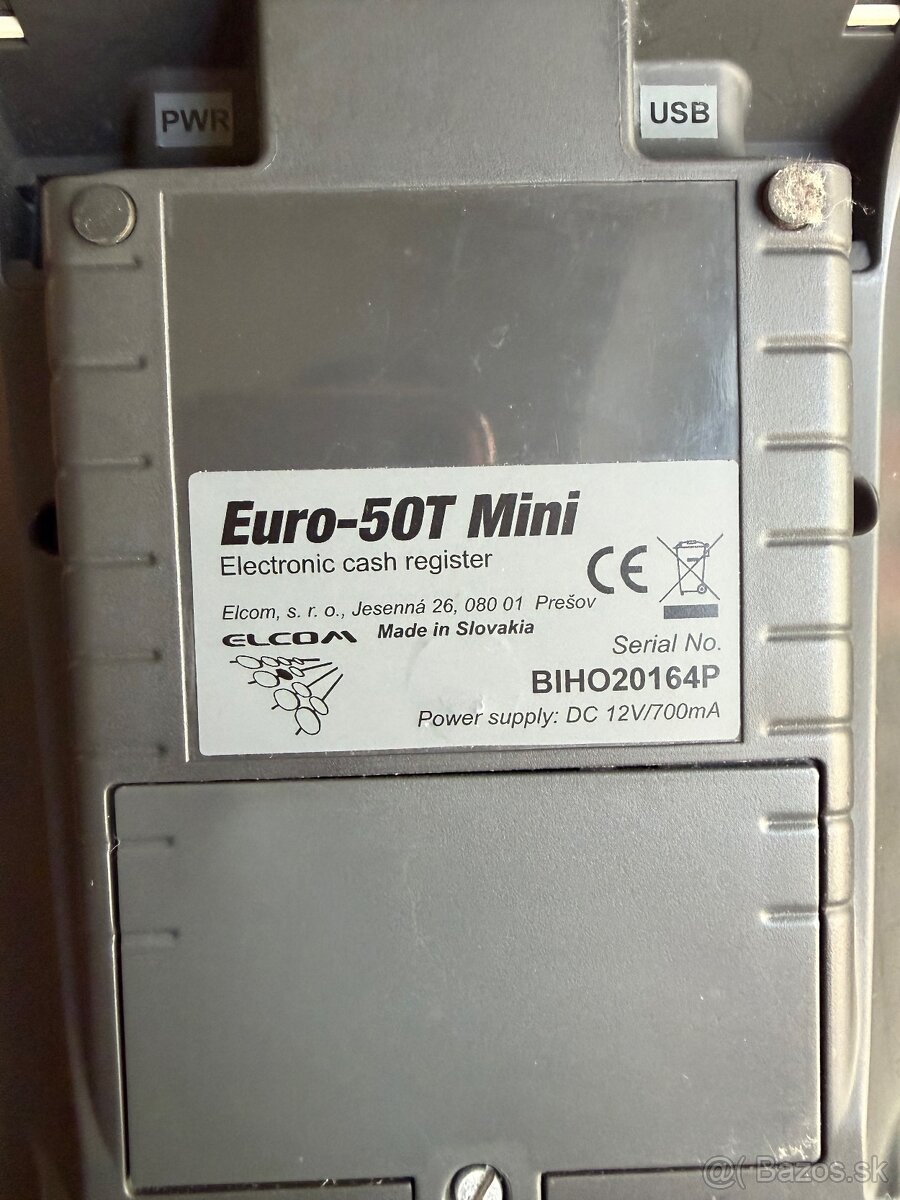 PWR
USB
Euro-50T Mini
Electronic cash register
CE
Elcom, s. r. o., Jesenná 26, 080 01 Prešov
ELCOM Made in Slovakia
Serial No.
BIHO20164P
Power supply: DC 12V/700mA
@( Bazos.sk